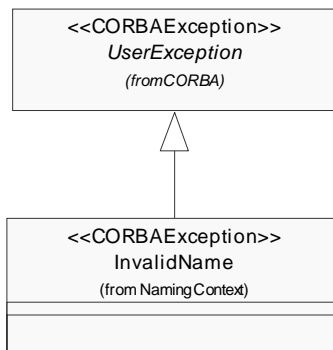 <<CORBAException>>
UserException
(fromCORBA)
<<CORBAException>>
InvalidName
(from NamingContext)